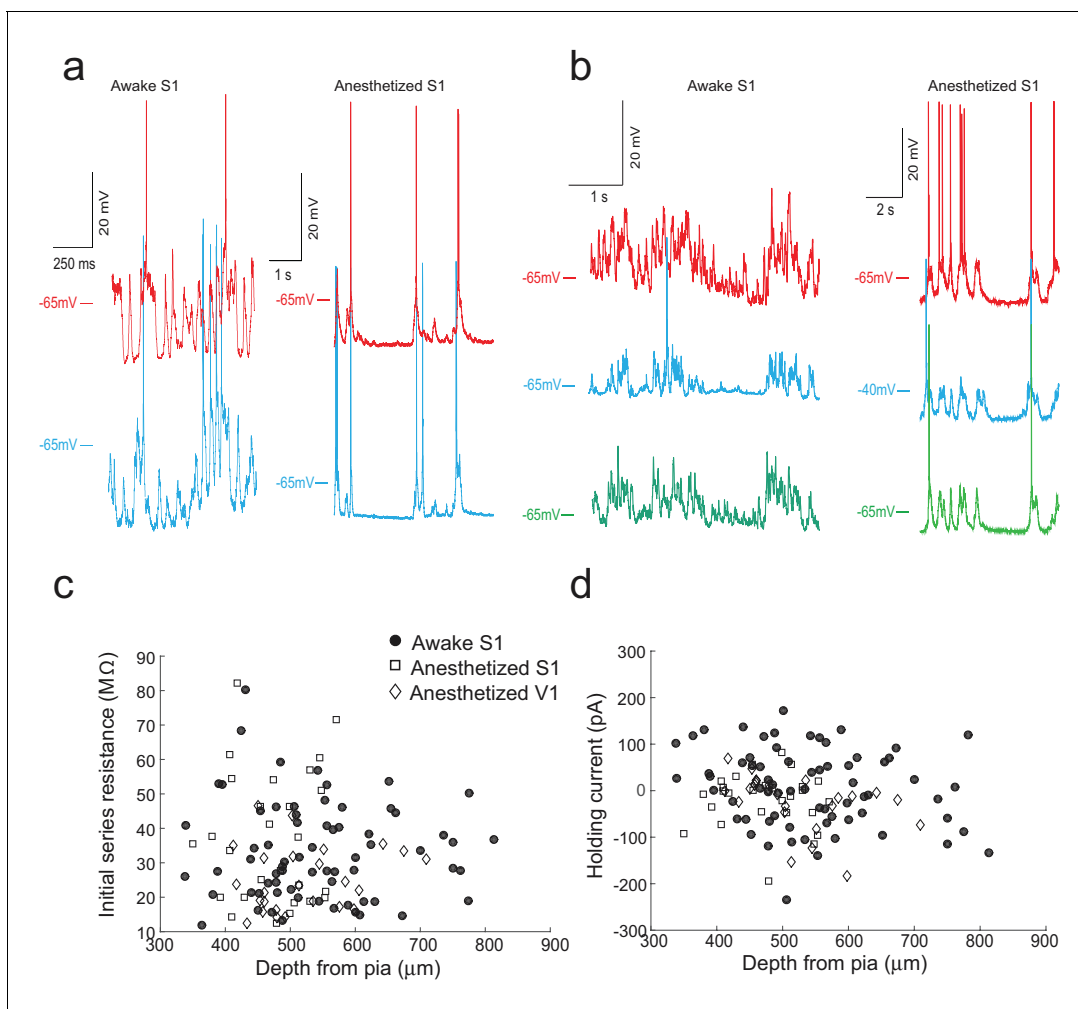 a
b
Awake S1
Anesthetized S1
Awake S1
Anesthetized S1
20 mV
250 ms
20 mV
1 s
20 mV
1 s
20 mV
2 s
-65mV
-65mV
-65mV
-65mV
-65mV
-65mV
-65mV
-65mV
-40mV
-65mV
c
d
Awake S1
Anesthetized S1
Anesthetized V1
Initial series resistance (MΩ)
90
80
70
60
50
40
30
20
10
300 400 500 600 700 800 900
Depth from pia (μm)
Holding current (pA)
300
200
100
0
-100
-200
-300
300 400 500 600 700 800 900
Depth from pia (μm)